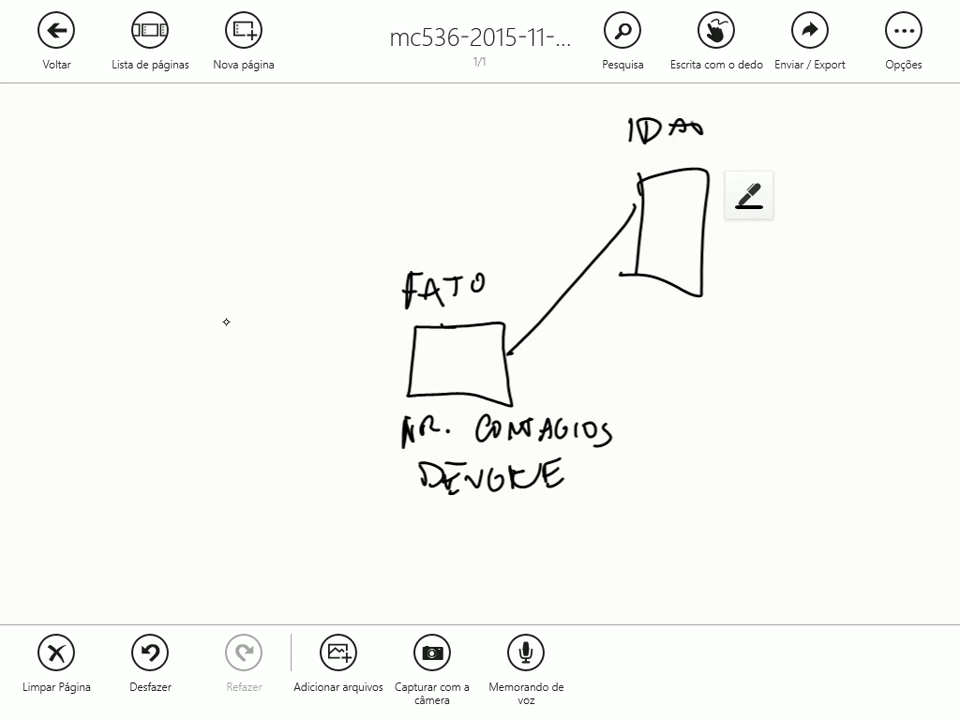 mc536-2015-11-...
1/1
Voltar
Lista de páginas
Nova página
Pesquisa
Escrita com o dedo
Enviar / Export
Opções
FATO
NR. CONTAGIOS
DENGUE
Limpar Página
Desfazer
Refazer
Adicionar arquivos
Capturar com a
câmera
Memorando de
voz